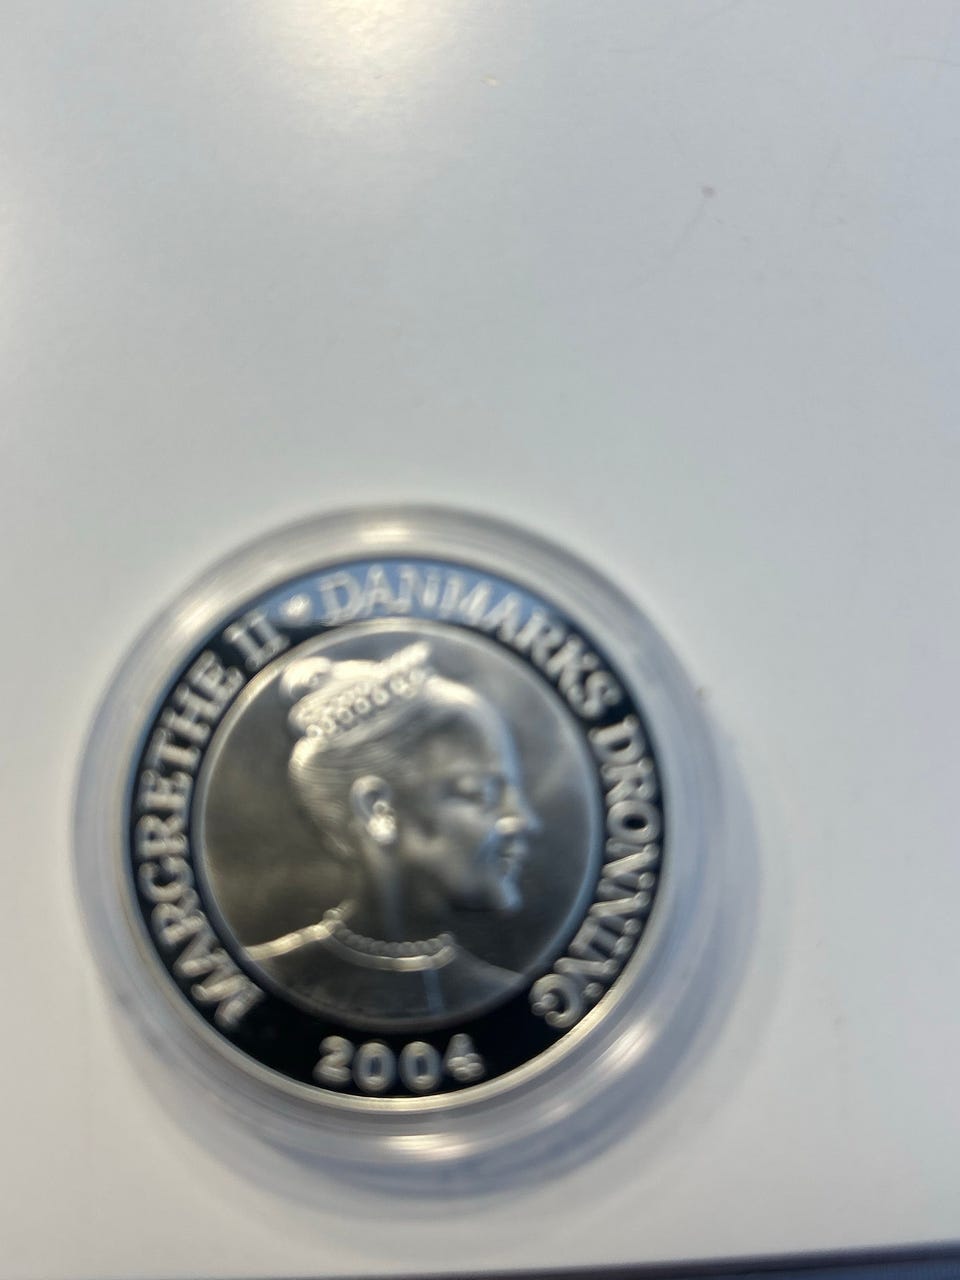 MARGRETHE II • DANMARKS DRONNING
2004